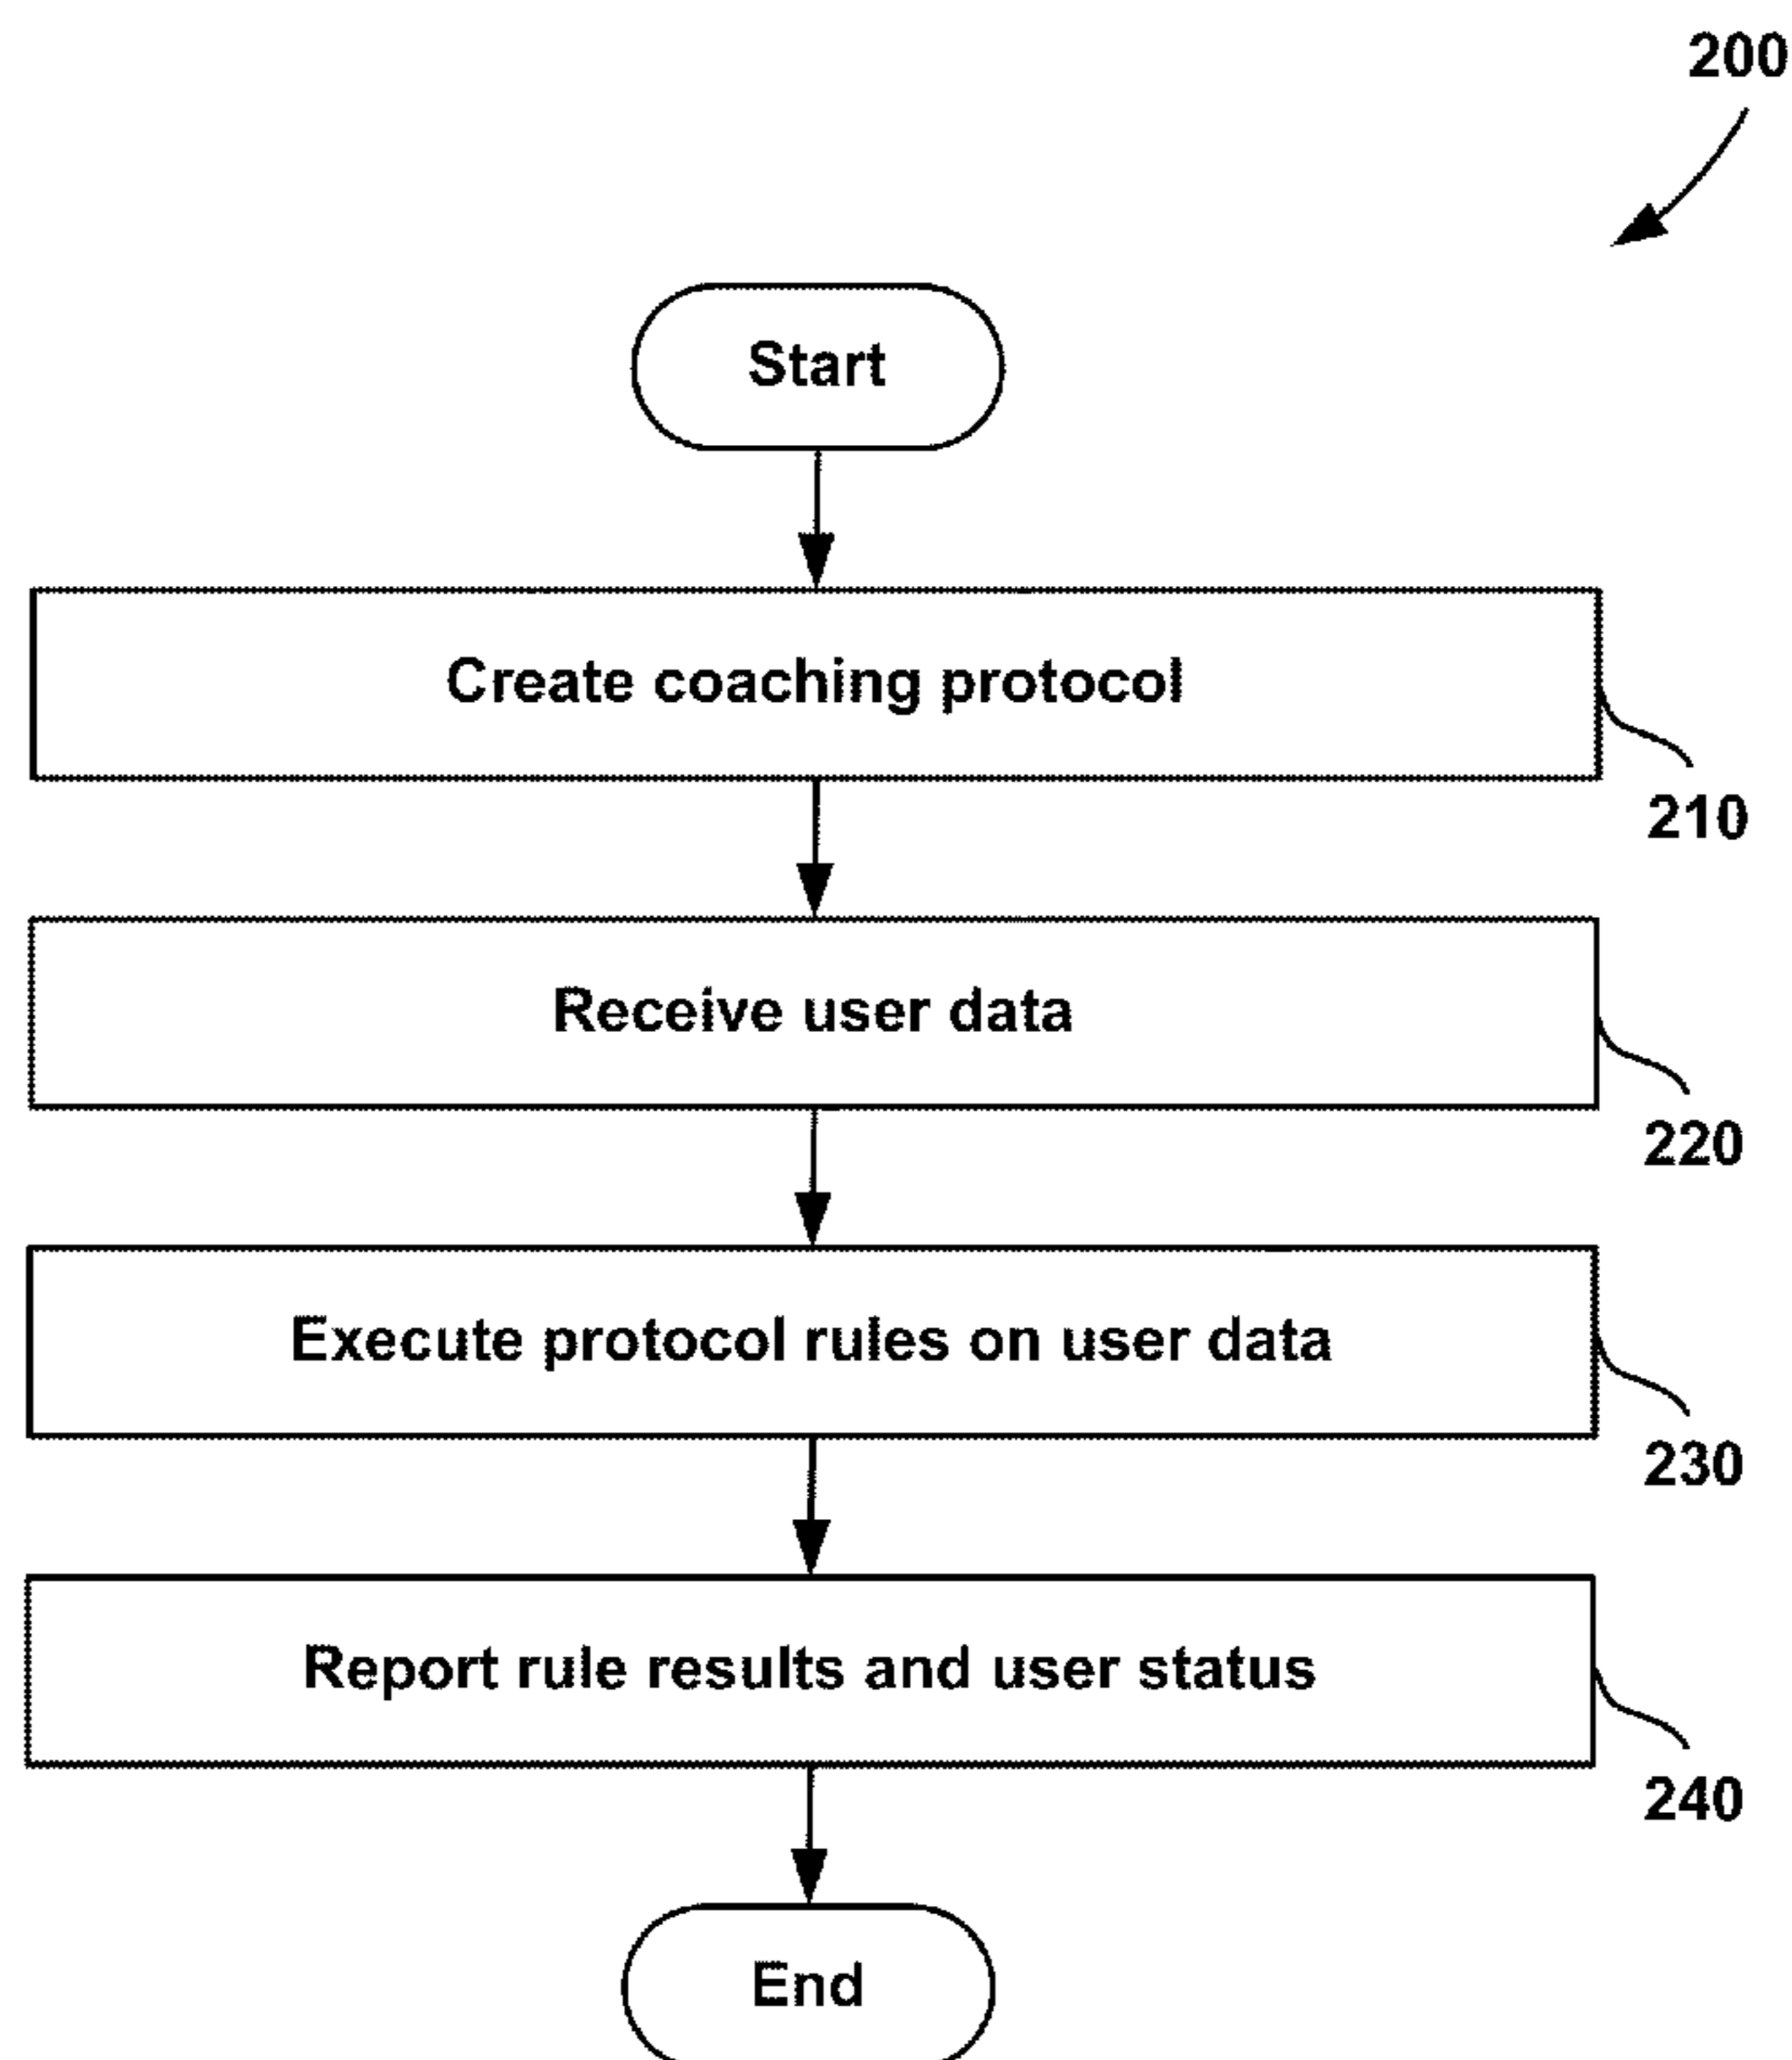 200
Start
Create coaching protocol
210
Receive user data
220
Execute protocol rules on user data
230
Report rule results and user status
240
End